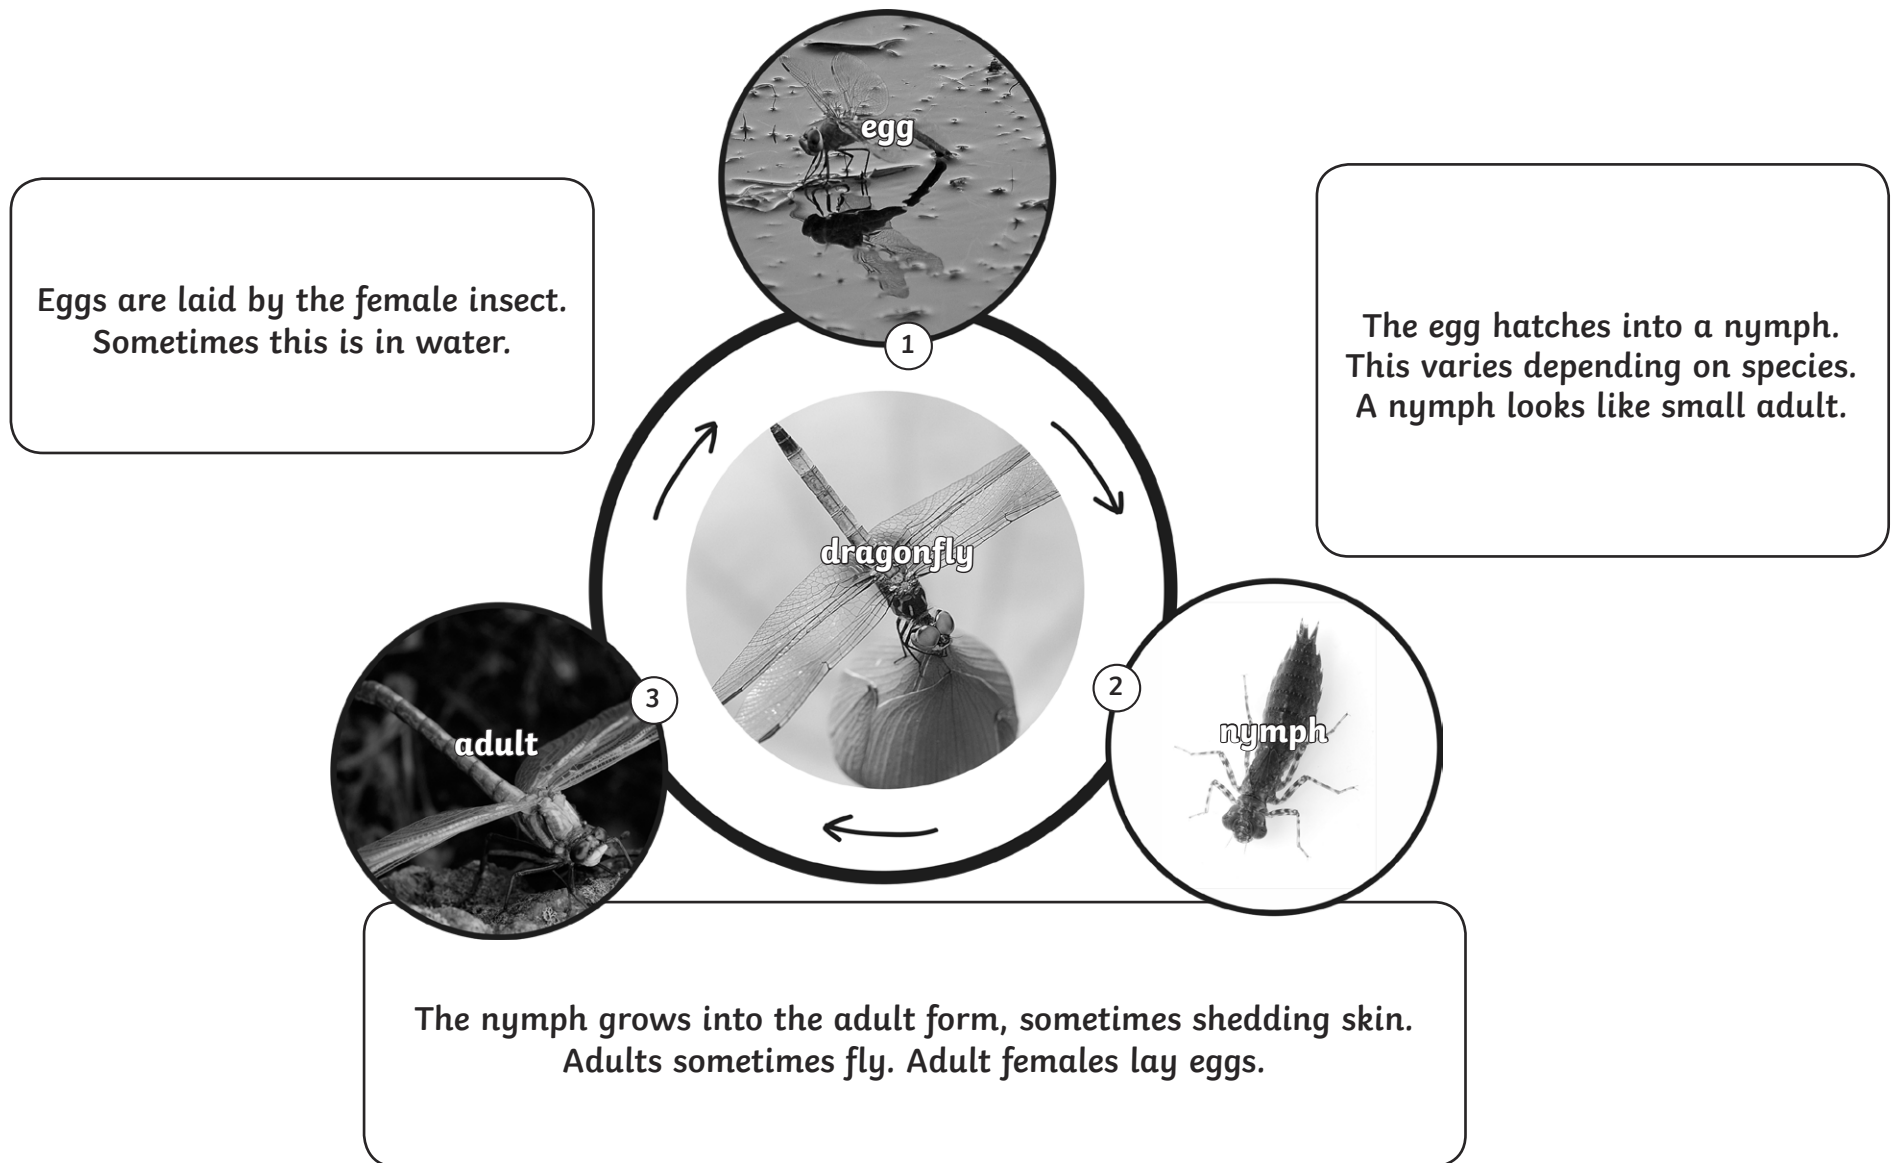 egg
Eggs are laid by the female insect.
Sometimes this is in water.
The egg hatches into a nymph.
This varies depending on species.
A nymph looks like small adult.
1
dragonfly
2
nymph
3
adult
The nymph grows into the adult form, sometimes shedding skin.
Adults sometimes fly. Adult females lay eggs.